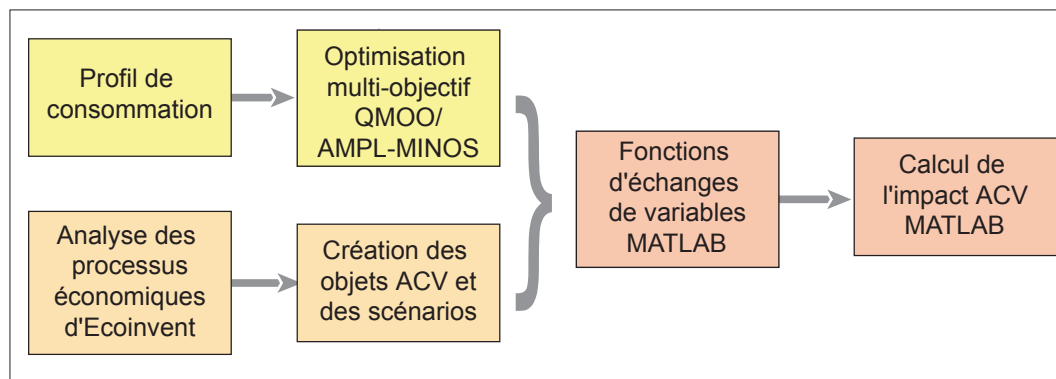 Profil de
consommation
Optimisation
multi-objectif
QMOO/
AMPL-MINOS
Analyse des
processus
économiques
d'Ecoinvent
Création des
objets ACV et
des scénarios
Fonctions
d'échanges
de variables
MATLAB
Calcul de
l'impact ACV
MATLAB